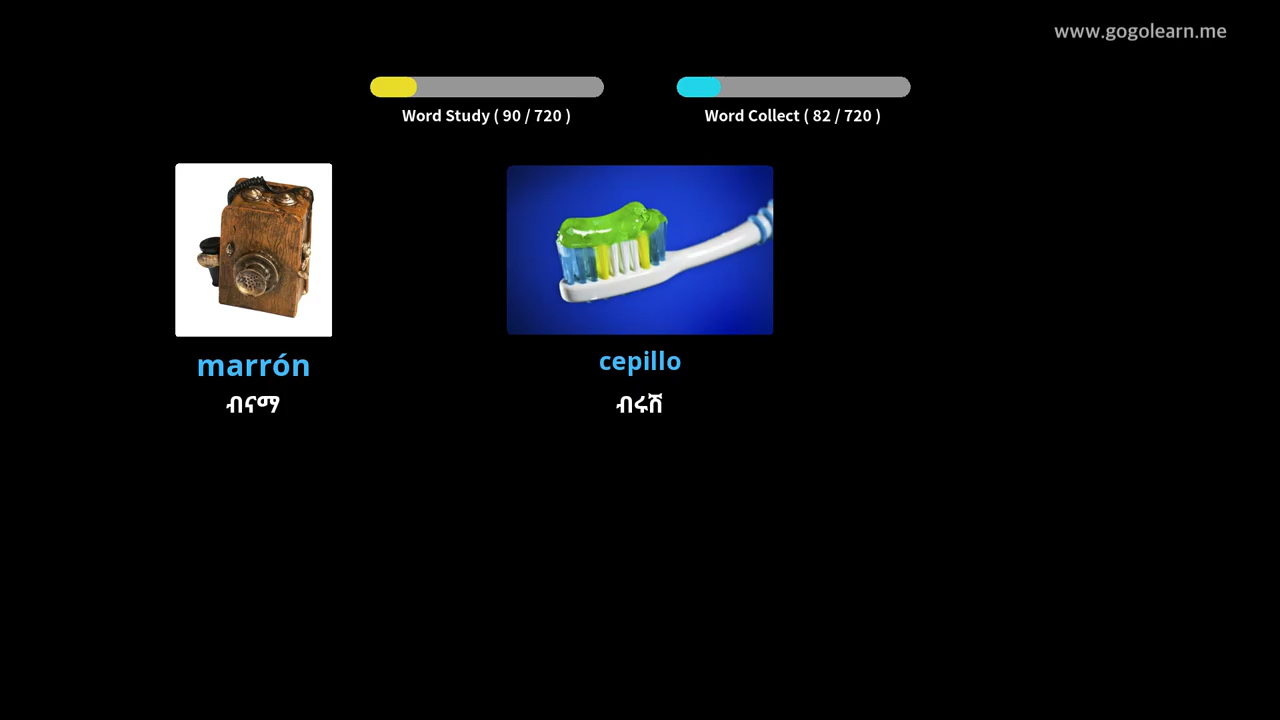 www.gogolearn.me
Word Study ( 90 / 720 )
Word Collect ( 82 / 720 )
marrón
ብናማ
cepillo
ብሩሽ